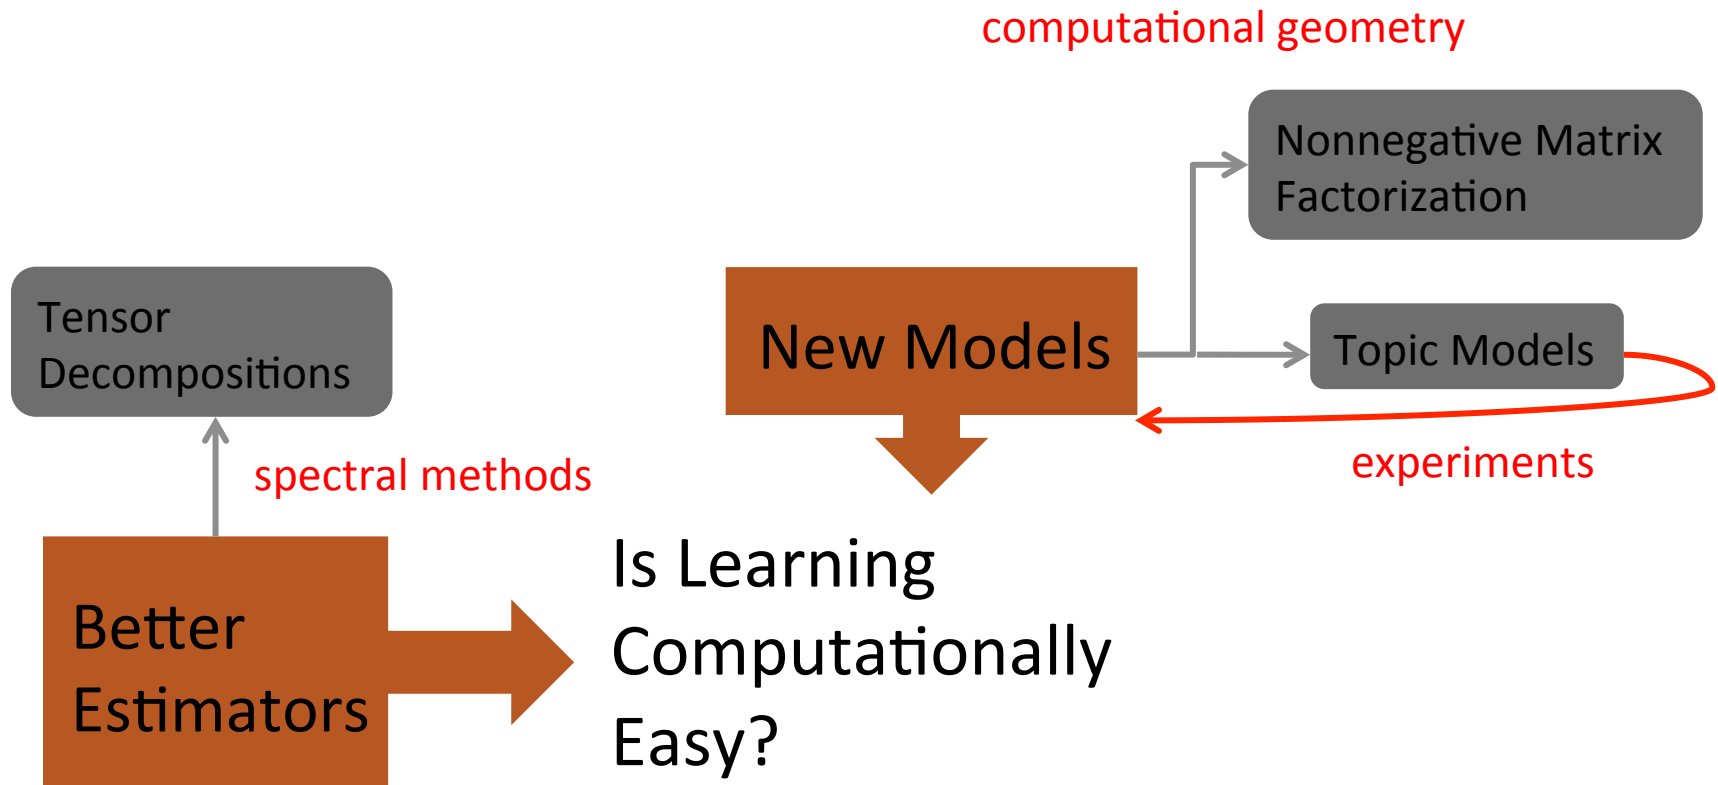 computational geometry
Nonnegative Matrix
Factorization
Tensor
Decompositions
New Models
Topic Models
spectral methods
experiments
Better
Estimators
Is Learning
Computationally
Easy?